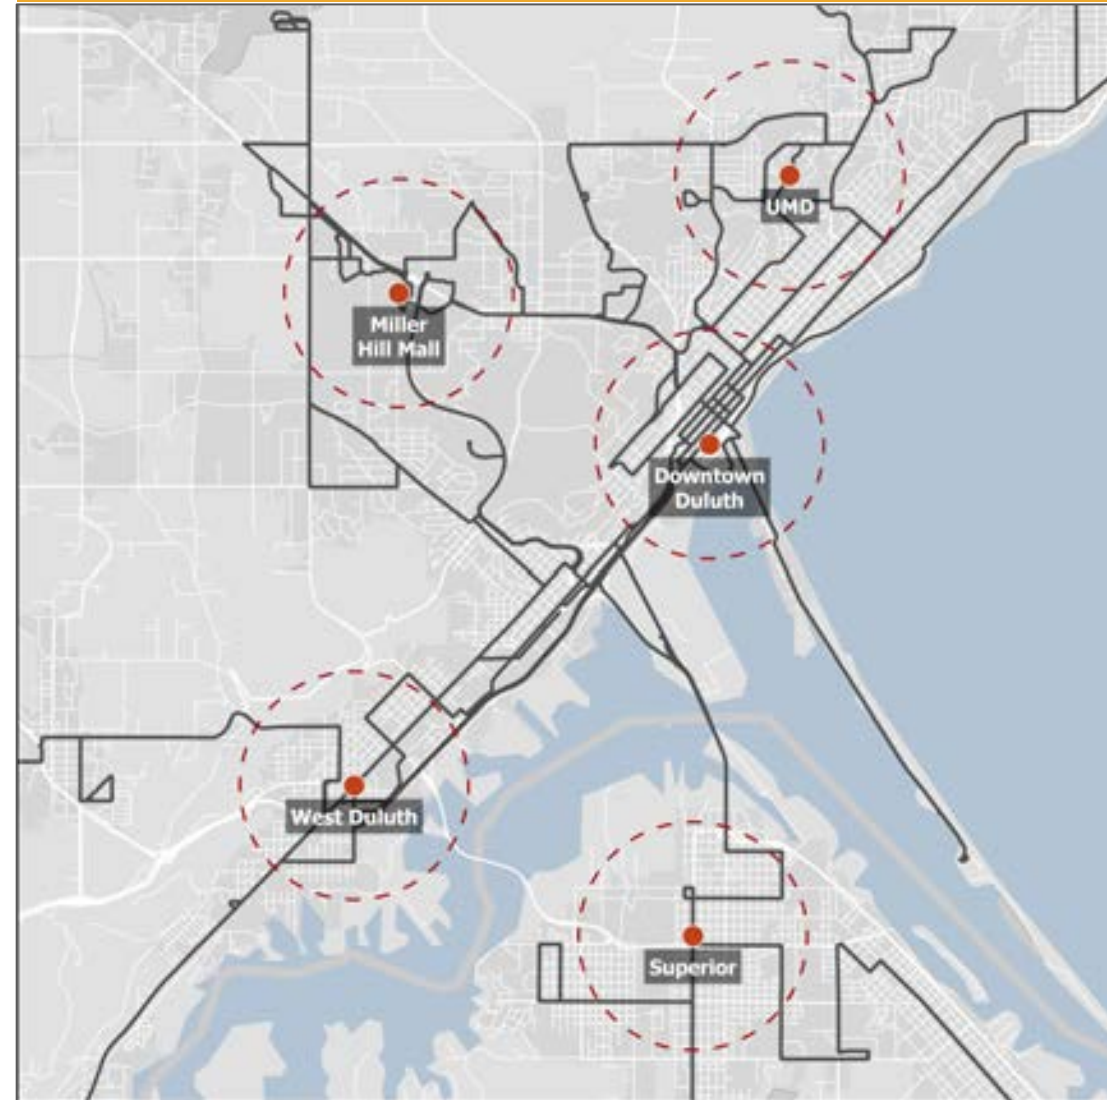 UMD
Miller
Hill Mall
Downtown
Duluth
West Duluth
Superior